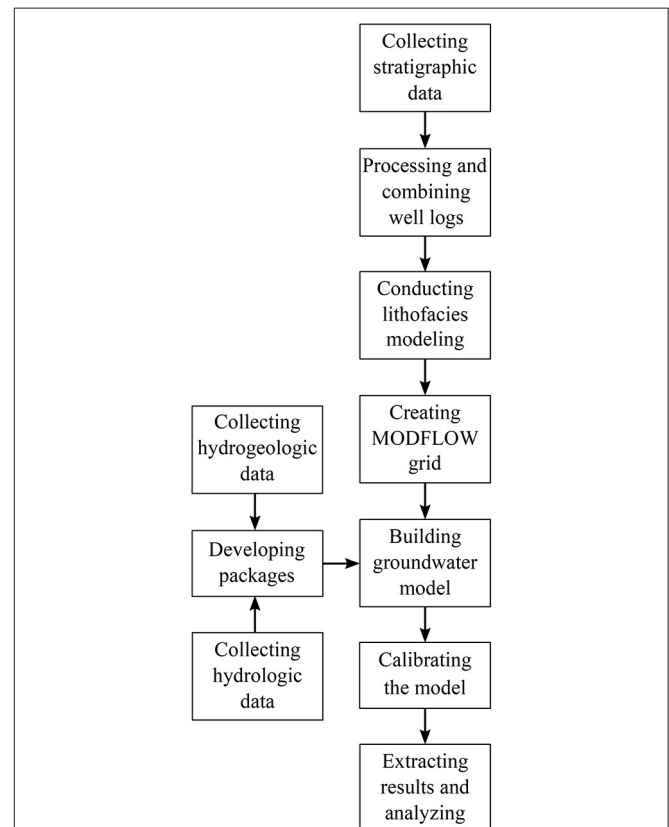 Collecting
stratigraphic
data
Processing and
combining
well logs
Conducting
lithofacies
modeling
Creating
MODFLOW
grid
Collecting
hydrogeologic
data
Developing
packages
Building
groundwater
model
Collecting
hydrologic
data
Calibrating
the model
Extracting
results and
analyzing